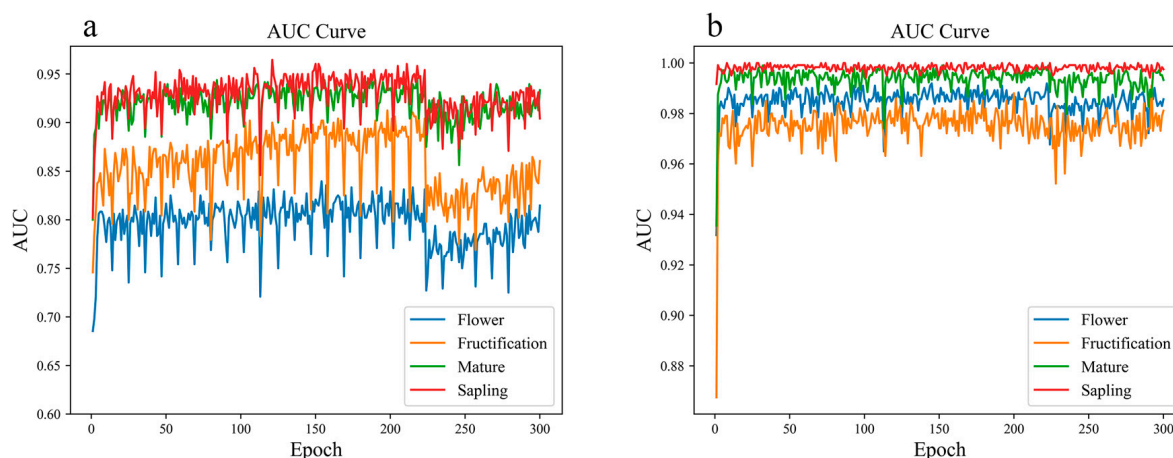 a
AUC Curve
AUC
0.95
0.90
0.85
0.80
0.75
0.70
0.65
0.60
0
50
100
150
200
250
300
Epoch
Flower
Fructification
Mature
Sapling
b
AUC Curve
AUC
1.00
0.98
0.96
0.94
0.92
0.90
0.88
0
50
100
150
200
250
300
Epoch
Flower
Fructification
Mature
Sapling